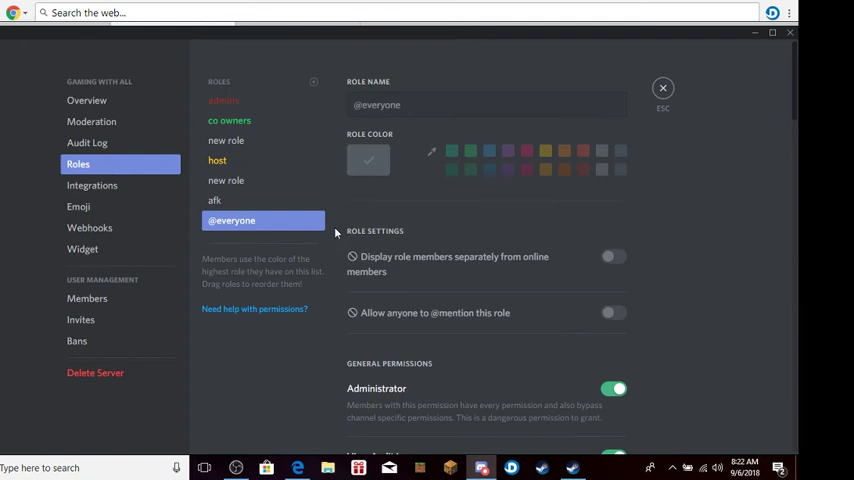 Search the web...
GAMING WITH ALL
Overview
Moderation
Audit Log
Roles
Integrations
Emoji
Webhooks
Widget
USER MANAGEMENT
Members
Invites
Bans
Delete Server
ROLES
admins
co owners
new role
host
new role
afk
@everyone
Members use the color of the
highest role they have on this list.
Drag roles to reorder them!
Need help with permissions?
ROLE NAME
@everyone
ROLE COLOR
ROLE SETTINGS
Display role members separately from online
members
Allow anyone to @mention this role
GENERAL PERMISSIONS
Administrator
Members with this permission have every permission and also bypass
channel specific permissions. This is a dangerous permission to grant.
ESC
Type here to search
8:22 AM
9/6/2018
2